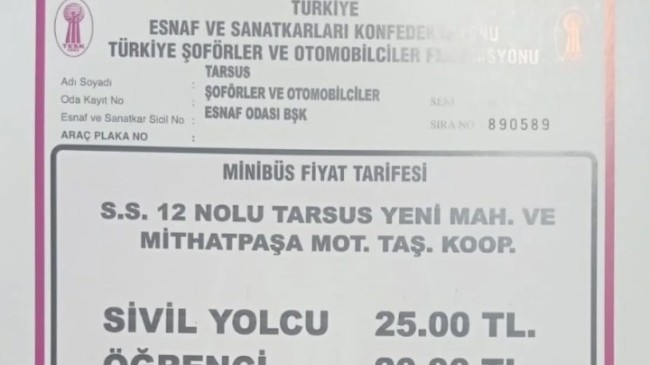 TÜRKİYE
ESNAF VE SANATKARLARI
TÜRKİYE ŞOFÖRLER VE OTOMOBİLCİLER
TESK
Adı Soyadı : TARSUS
Oda Kayıt No : ŞOFÖRLER VE OTOMOBİLCİLER
Esnaf ve Sanatkar Sicil No : ESNAF ODASI BŞK
SIRA NO 890589
ARAÇ PLAKA NO :
MİNİBÜS FİYAT TARİFESİ
S.S. 12 NOLU TARSUS YENİ MAH. VE
MİTHATPAŞA MOT. TAŞ. KOOP.
SİVİL YOLCU 25.00 TL.
ÖĞRENCİ